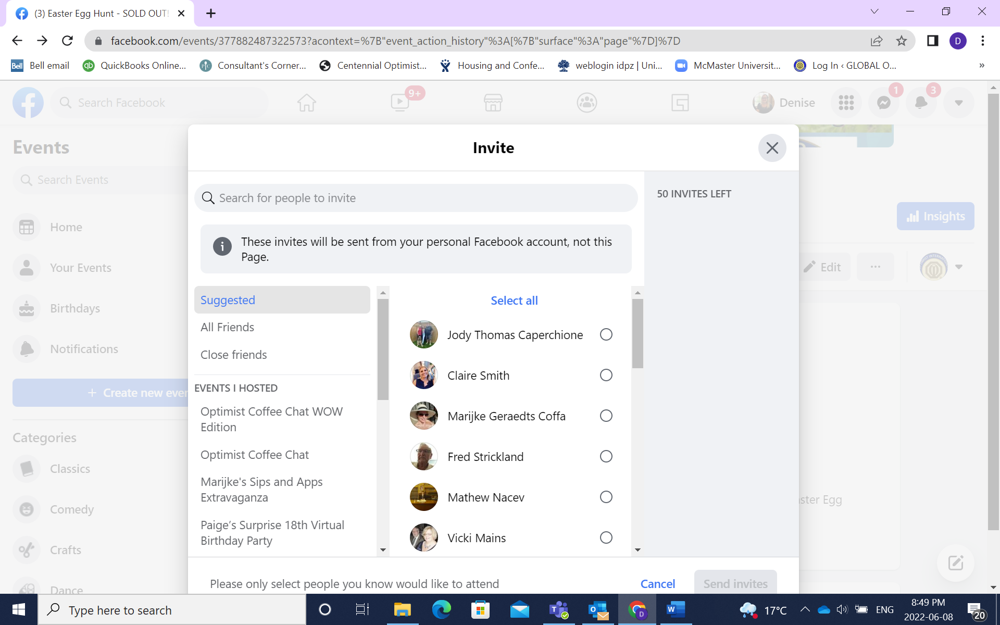 (3) Easter Egg Hunt - SOLD OUT!
facebook.com/events/377882487322573?acontext=%7B"event_action_history"%3A[%7B"surface"%3A"page"%7D]%7D
D
Bell Bell email
qb QuickBooks Online...
PIC Consultant's Corner...
Centennial Optimist...
Housing and Confe...
weblogin idpz | Uni...
McMaster Universit...
Log In ‹ GLOBAL O...
»
Search Facebook
9+
Denise
1
3
Events
Search Events
Home
Your Events
Birthdays
Notifications
+ Create new ever
Categories
Classics
Comedy
Crafts
Dance
Invite
Search for people to invite
50 INVITES LEFT
These invites will be sent from your personal Facebook account, not this
Page.
Suggested
All Friends
Close friends
EVENTS I HOSTED
Optimist Coffee Chat WOW
Edition
Optimist Coffee Chat
Marijke's Sips and Apps
Extravaganza
Paige’s Surprise 18th Virtual
Birthday Party
Select all
Jody Thomas Caperchione
Claire Smith
Marijke Geraedts Coffa
Fred Strickland
Mathew Nacev
Vicki Mains
Please only select people you know would like to attend
Cancel
Send invites
Insights
Edit
...
ster Egg
Type here to search
17°C
ENG
8:49 PM
2022-06-08
20